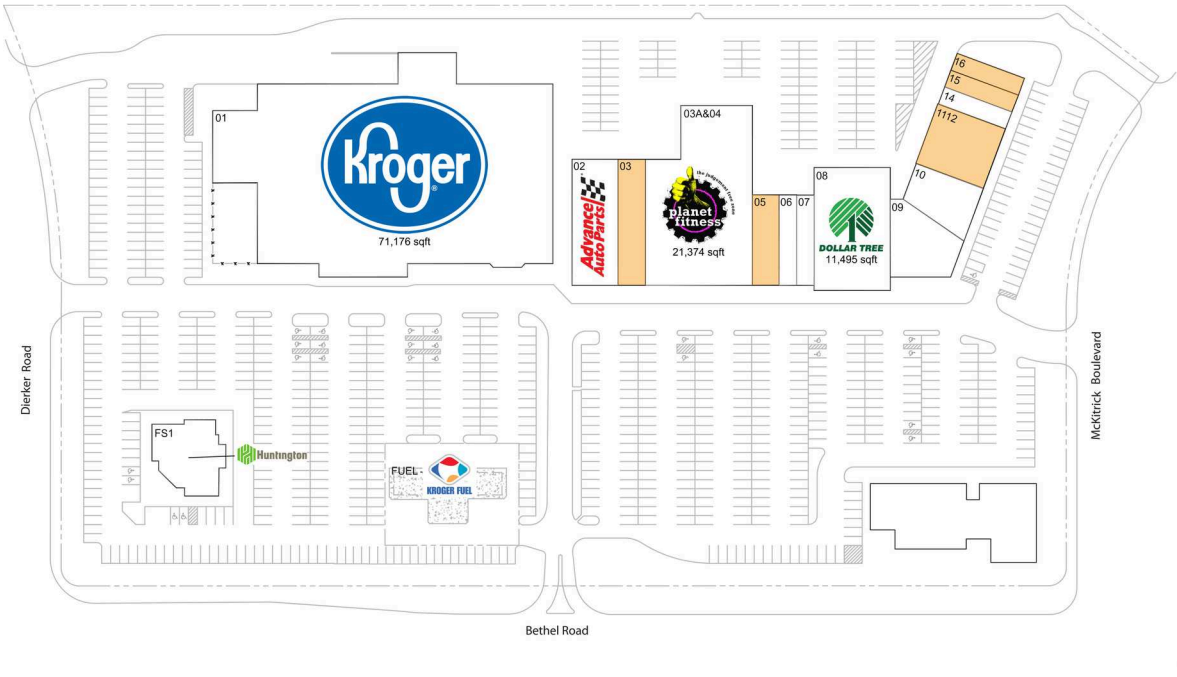 01
Kroger
®
71,176 sqft
02
Advance
Auto Parts
03
03A&04
the judgement free zone
planet
fitness
21,374 sqft
05
06
07
08
DOLLAR TREE
11,495 sqft
09
10
1112
14
15
16
Dierker Road
McKitrick Boulevard
FS1
Huntington
FUEL
KROGER FUEL
Bethel Road